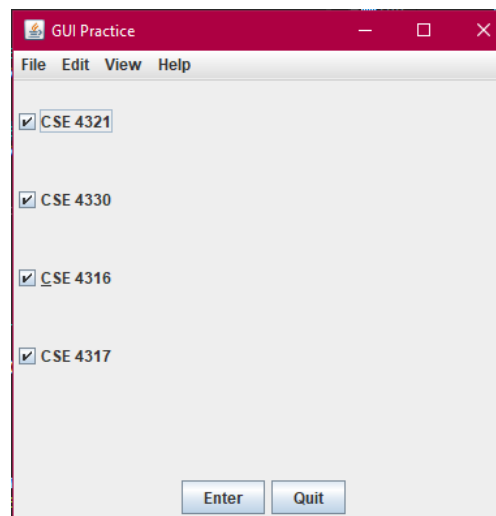 GUI Practice
File Edit View Help
CSE 4321
CSE 4330
CSE 4316
CSE 4317
Enter Quit